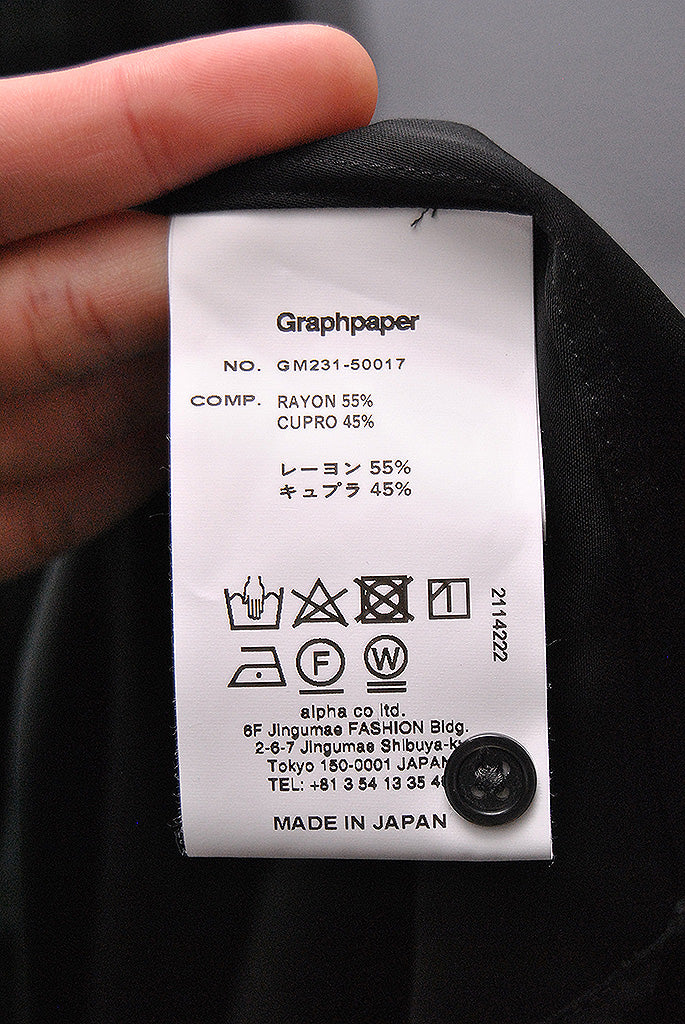 Graphpaper
NO. GM231-50017
COMP. RAYON 55%
CUPRO 45%
レーヨン 55%
キュプラ 45%
2114222
F W
alpha co ltd.
6F Jingumae FASHION Bldg.
2-6-7 Jingumae
Tokyo 150-0001 JAPAN
TEL: +81 3 54 13 35
MADE IN JAPAN